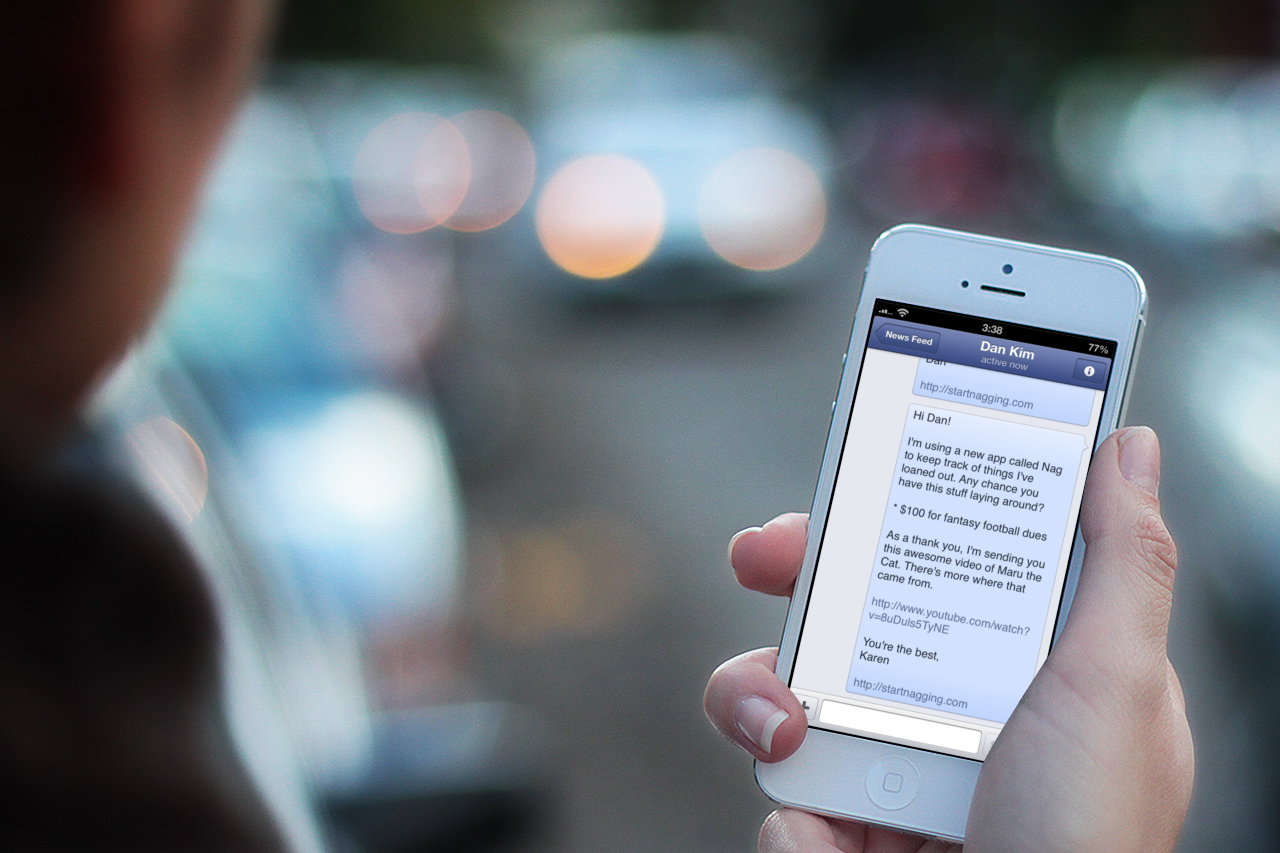 3:38
77%
News Feed
Dan Kim
active now
Dan
http://startnagging.com
Hi Dan!
I'm using a new app called Nag
to keep track of things I've
loaned out. Any chance you
have this stuff laying around?
* $100 for fantasy football dues
As a thank you, I'm sending you
this awesome video of Maru the
Cat. There's more where that
came from.
http://www.youtube.com/watch?
v=8uDuls5TyNE
You're the best,
Karen
http://startnagging.com